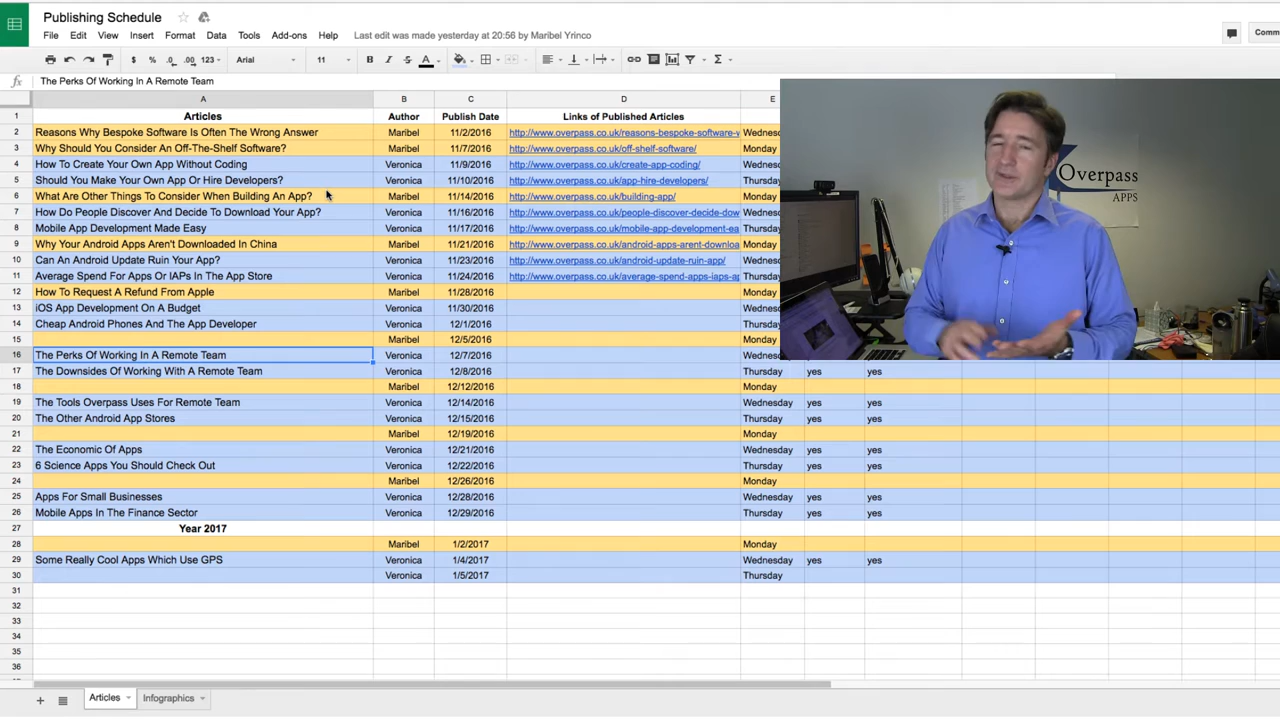 Publishing Schedule
File Edit View Insert Format Data Tools Add-ons Help Last edit was made yesterday at 20:56 by Maribel Yrinco
Comm
$ % .0 .00 123 Arial 11 B I S A Σ
fx The Perks Of Working In A Remote Team
A B C D E
1 Articles Author Publish Date Links of Published Articles
2 Reasons Why Bespoke Software Is Often The Wrong Answer Maribel 11/2/2016 http://www.overpass.co.uk/reasons-bespoke-software-w Wednesd
3 Why Should You Consider An Off-The-Shelf Software? Maribel 11/7/2016 http://www.overpass.co.uk/off-shelf-software/ Monday
4 How To Create Your Own App Without Coding Veronica 11/9/2016 http://www.overpass.co.uk/create-app-coding/ Wednesd
5 Should You Make Your Own App Or Hire Developers? Veronica 11/10/2016 http://www.overpass.co.uk/app-hire-developers/ Thursday
6 What Are Other Things To Consider When Building An App? Maribel 11/14/2016 http://www.overpass.co.uk/building-app/ Monday
7 How Do People Discover And Decide To Download Your App? Veronica 11/16/2016 http://www.overpass.co.uk/people-discover-decide-dow Wednesd
8 Mobile App Development Made Easy Veronica 11/17/2016 http://www.overpass.co.uk/mobile-app-development-ea Thursday
9 Why Your Android Apps Aren't Downloaded In China Maribel 11/21/2016 http://www.overpass.co.uk/android-apps-arent-downloa Monday
10 Can An Android Update Ruin Your App? Veronica 11/23/2016 http://www.overpass.co.uk/android-update-ruin-app/ Wednesd
11 Average Spend For Apps Or IAPs In The App Store Veronica 11/24/2016 http://www.overpass.co.uk/average-spend-apps-iaps-ap Thursday
12 How To Request A Refund From Apple Maribel 11/28/2016 Monday
13 iOS App Development On A Budget Veronica 11/30/2016 Wednesd
14 Cheap Android Phones And The App Developer Veronica 12/1/2016 Thursday
15 Maribel 12/5/2016 Monday
16 The Perks Of Working In A Remote Team Veronica 12/7/2016 Wednesd
17 The Downsides Of Working With A Remote Team Veronica 12/8/2016 Thursday yes yes
18 Maribel 12/12/2016 Monday
19 The Tools Overpass Uses For Remote Team Veronica 12/14/2016 Wednesday yes yes
20 The Other Android App Stores Veronica 12/15/2016 Thursday yes yes
21 Maribel 12/19/2016 Monday
22 The Economic Of Apps Veronica 12/21/2016 Wednesday yes yes
23 6 Science Apps You Should Check Out Veronica 12/22/2016 Thursday yes yes
24 Maribel 12/26/2016 Monday
25 Apps For Small Businesses Veronica 12/28/2016 Wednesday yes yes
26 Mobile Apps In The Finance Sector Veronica 12/29/2016 Thursday yes yes
27 Year 2017
28 Maribel 1/2/2017 Monday
29 Some Really Cool Apps Which Use GPS Veronica 1/4/2017 Wednesday yes yes
30 Veronica 1/5/2017 Thursday
31
32
33
34
35
36
Articles Infographics
Overpass
APPS